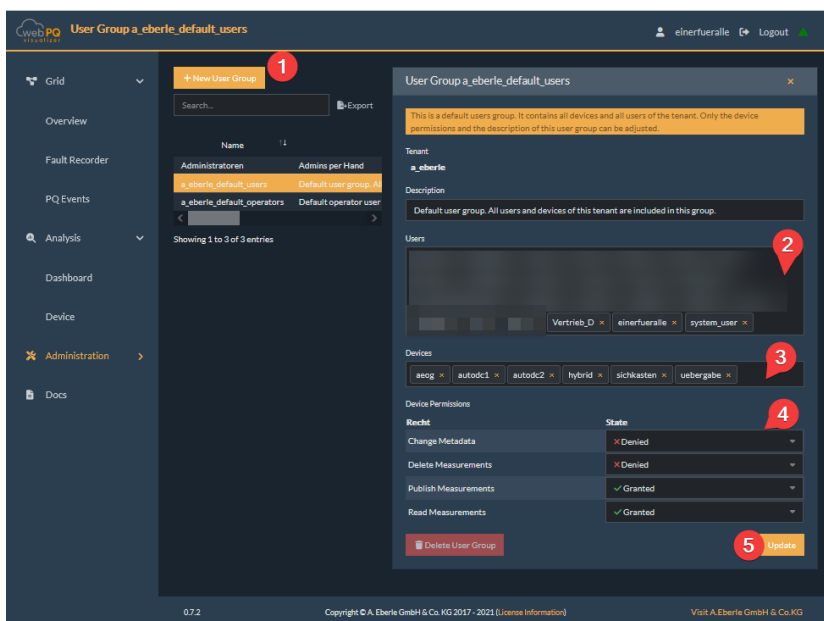 web PQ
visualizer
User Group a_eberle_default_users
einerfueralle
Logout
Grid
Overview
Fault Recorder
PQ Events
Analysis
Dashboard
Device
Administration
Docs
+ New User Group
1
Search...
Export
Name
Administratoren Admins per Hand
a_eberle_default_users Default user group. All
a_eberle_default_operators Default operator user
Showing 1 to 3 of 3 entries
User Group a_eberle_default_users ×
This is a default users group. It contains all devices and all users of the tenant. Only the device
permissions and the description of this user group can be adjusted.
Tenant
a_eberle
Description
Default user group. All users and devices of this tenant are included in this group.
Users
2
Vertrieb_D × einerfueralle × system_user ×
Devices
3
aeog × autodc1 × autodc2 × hybrid × sichkasten × uebergabe ×
Device Permissions
4
Recht State
Change Metadata ×Denied
Delete Measurements ×Denied
Publish Measurements ✓Granted
Read Measurements ✓Granted
Delete User Group
5
Update
0.7.2
Copyright © A. Eberle GmbH & Co. KG 2017 - 2021 (License Information)
Visit A.Eberle GmbH & Co.KG